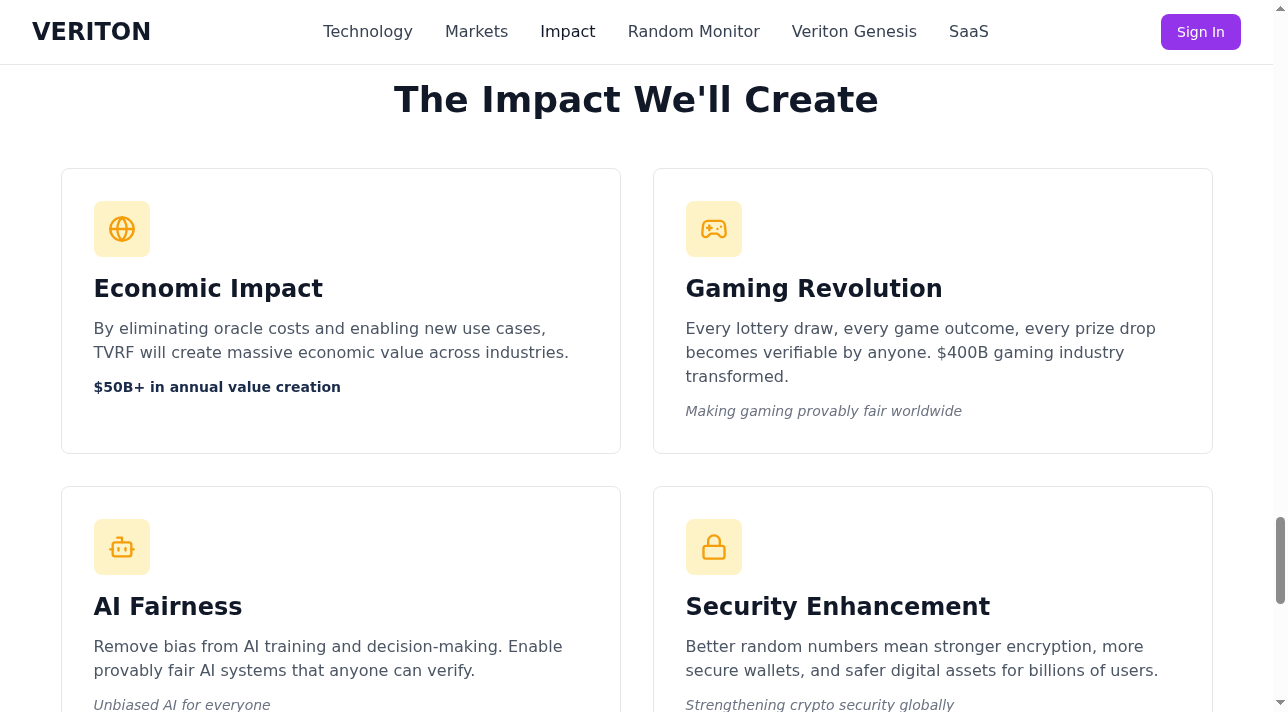 VERITON
Technology
Markets
Impact
Random Monitor
Veriton Genesis
SaaS
Sign In
The Impact We'll Create
Economic Impact
By eliminating oracle costs and enabling new use cases,
TVRF will create massive economic value across industries.
$50B+ in annual value creation
Gaming Revolution
Every lottery draw, every game outcome, every prize drop
becomes verifiable by anyone. $400B gaming industry
transformed.
Making gaming provably fair worldwide
AI Fairness
Remove bias from AI training and decision-making. Enable
provably fair AI systems that anyone can verify.
Unbiased AI for everyone
Security Enhancement
Better random numbers mean stronger encryption, more
secure wallets, and safer digital assets for billions of users.
Strengthening crypto security globally